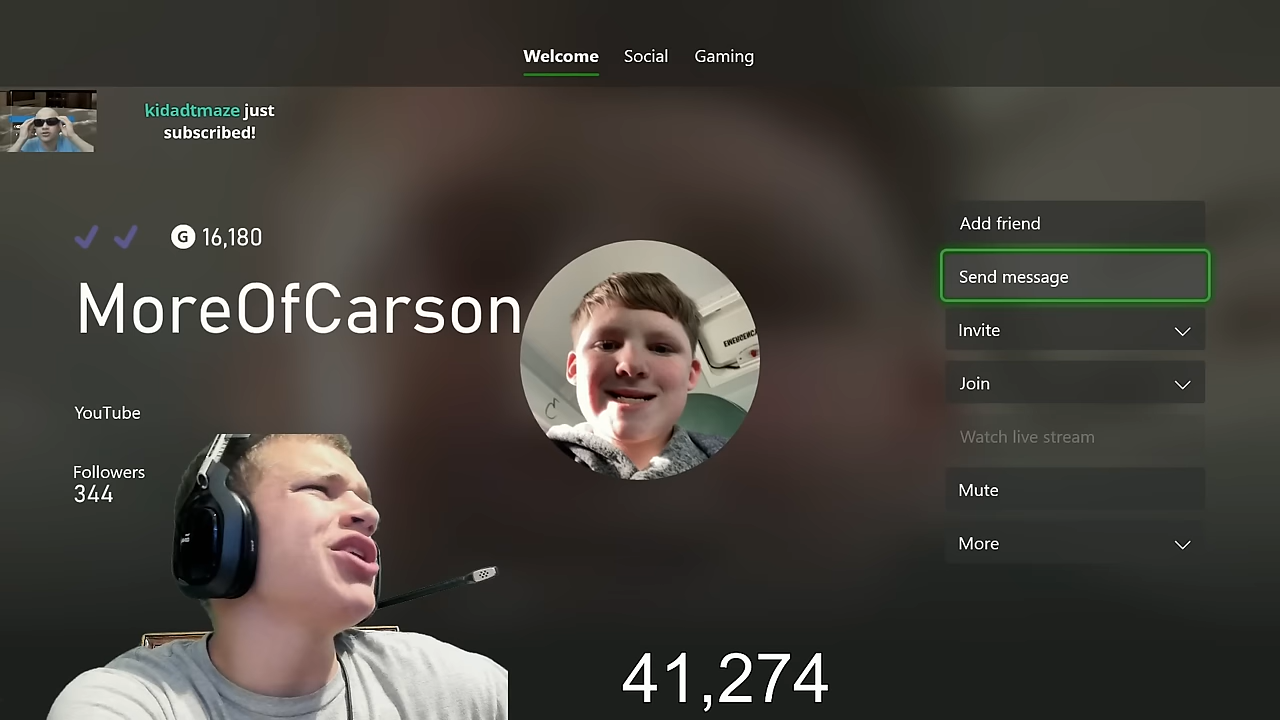 Welcome Social Gaming
kidadtmaze just
subscribed!
G 16,180
MoreOfCarson
YouTube
Followers
344
Add friend
Send message
Invite
Join
Watch live stream
Mute
More
41,274